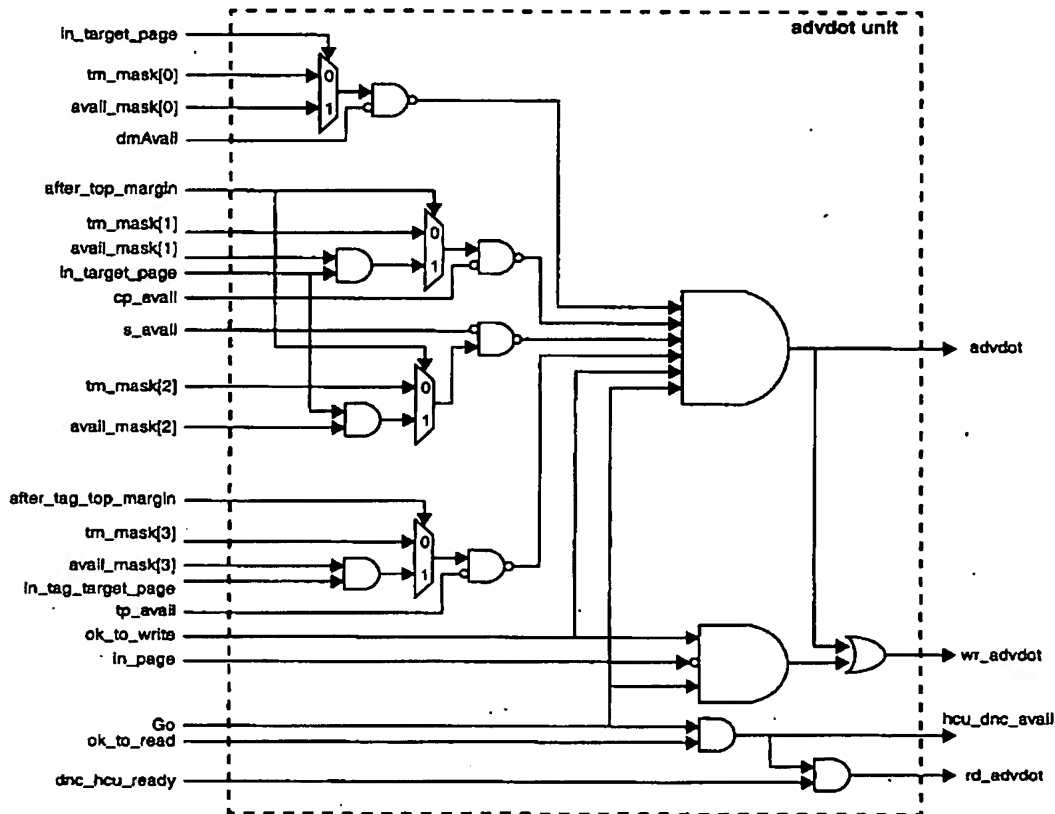 advdot unit
in_target_page
tm_mask[0]
0
avail_mask[0]
1
dmAvail
after_top_margin
tm_mask[1]
0
avail_mask[1]
1
in_target_page
cp_avail
s_avail
tm_mask[2]
0
avail_mask[2]
1
advdot
after_tag_top_margin
tm_mask[3]
0
avail_mask[3]
1
in_tag_target_page
tp_avail
ok_to_write
in_page
wr_advdot
Go
hcu_dnc_avail
ok_to_read
dnc_hcu_ready
rd_advdot